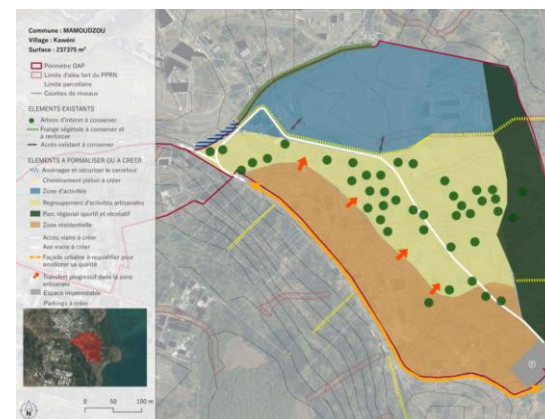 Commune : MAMOUDZOU
Village : Kawéni
Surface : 237375 m²
Périmètre OAP
Limite d'aléa fort du PPRN
Limite parcellaire
Courbes de niveaux
ELEMENTS EXISTANTS
Arbres d'intérêt à conserver
Frange végétale à conserver et
à renforcer
Accès existant à conserver
ELEMENTS A FORMALISER OU A CREER
Aménager et sécuriser le carrefour
Cheminement piéton à créer
Zone d'activités
Regroupement d'activités artisanales
Parc régional sportif et récréatif
Zone résidentielle
Accès viaire à créer
Axe viaire à créer
Façade urbaine à requalifier pour
améliorer sa qualité
Transfert progressif dans la zone
artisanale
Espace imperméable
Parkings à créer
P
N
0 50 100 m